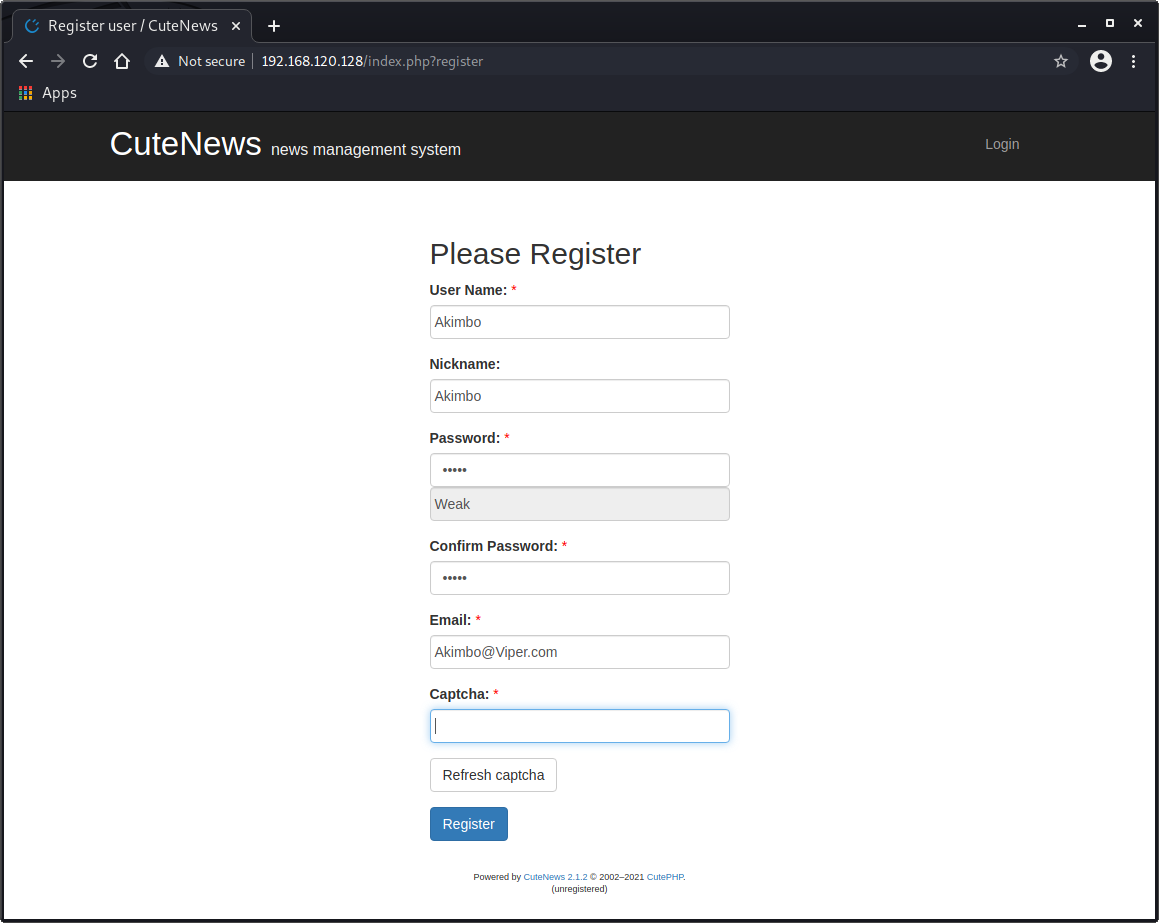 Register user / CuteNews
Not secure 192.168.120.128/index.php?register
Apps
CuteNews news management system
Login
Please Register
User Name: *
Akimbo
Nickname:
Akimbo
Password: *
•••••
Weak
Confirm Password: *
•••••
Email: *
Akimbo@Viper.com
Captcha: *
Refresh captcha
Register
Powered by CuteNews 2.1.2 © 2002–2021 CutePHP.
(unregistered)